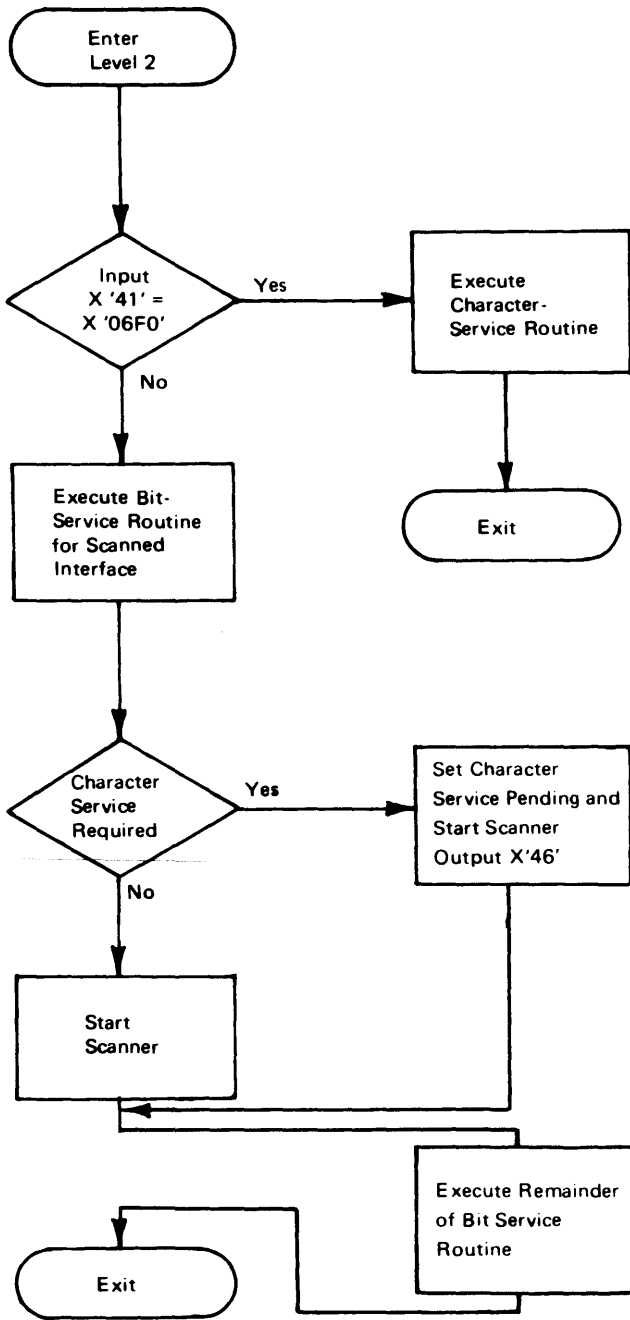 Enter
Level 2
Input
X '41' =
X '06F0'
Yes
Execute
Character-
Service Routine
No
Exit
Execute Bit-
Service Routine
for Scanned
Interface
Character
Service
Required
Yes
Set Character
Service Pending and
Start Scanner
Output X'46'
No
Start
Scanner
Execute Remainder
of Bit Service
Routine
Exit